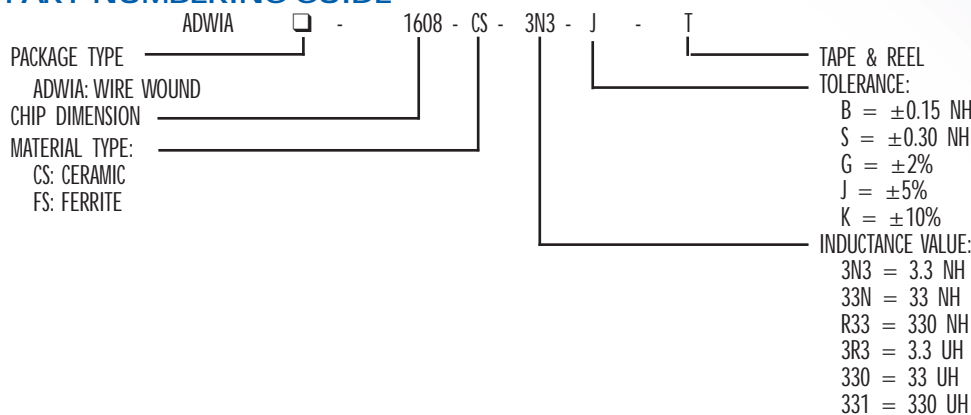 PART NUMBERING GUIDE
ADWIA ❑ - 1608 - CS - 3N3 - J - T
PACKAGE TYPE
ADWIA: WIRE WOUND
CHIP DIMENSION
MATERIAL TYPE:
CS: CERAMIC
FS: FERRITE
TAPE & REEL
TOLERANCE:
B = ±0.15 NH
S = ±0.30 NH
G = ±2%
J = ±5%
K = ±10%
INDUCTANCE VALUE:
3N3 = 3.3 NH
33N = 33 NH
R33 = 330 NH
3R3 = 3.3 UH
330 = 33 UH
331 = 330 UH